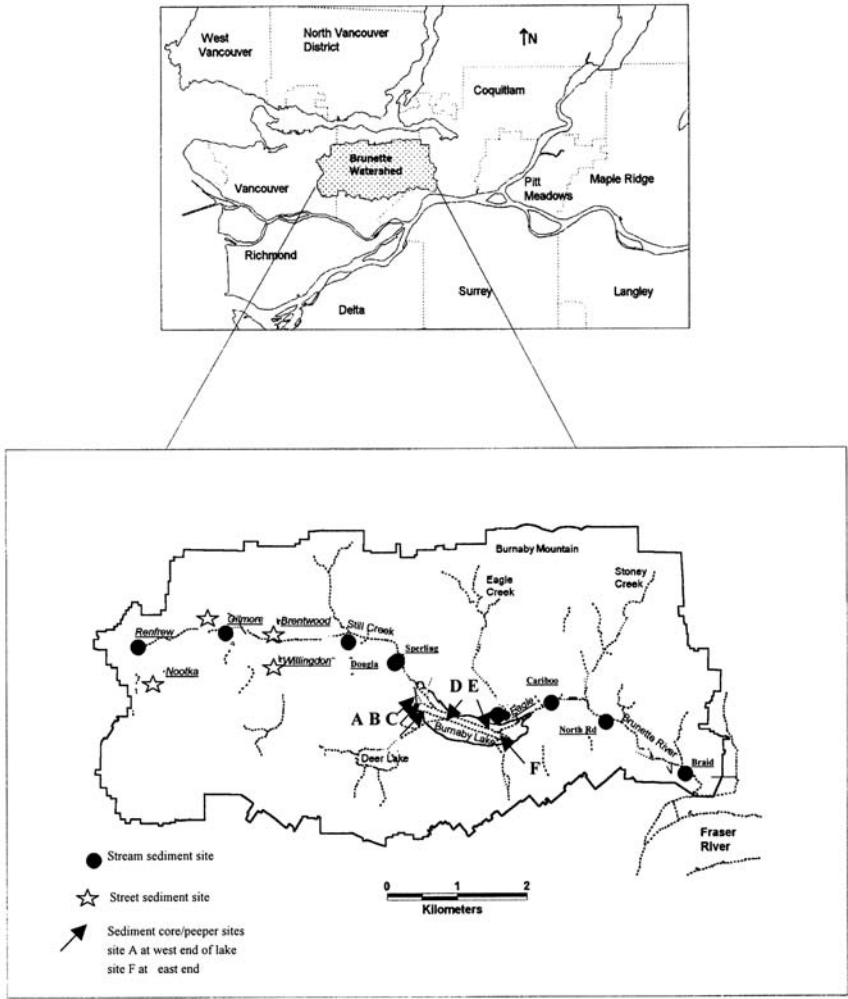 West
Vancouver
North Vancouver
District
N
Coquitlam
Brunette
Watershed
Vancouver
Pitt
Meadows
Maple Ridge
Richmond
Surrey
Langley
Delta
Burnaby Mountain
Eagle
Creek
Stoney
Creek
Renfrew
Gilmore
Brentwood
Still Creek
Sperling
Nootka
Willingdon
Dougla
Cariboo
D E
Eagle
A B C
Burnaby Lake
North Rd
Brunette River
Deer Lake
F
Braid
Fraser
River
Stream sediment site
Street sediment site
0 1 2
Kilometers
Sediment core/peeper sites
site A at west end of lake
site F at east end